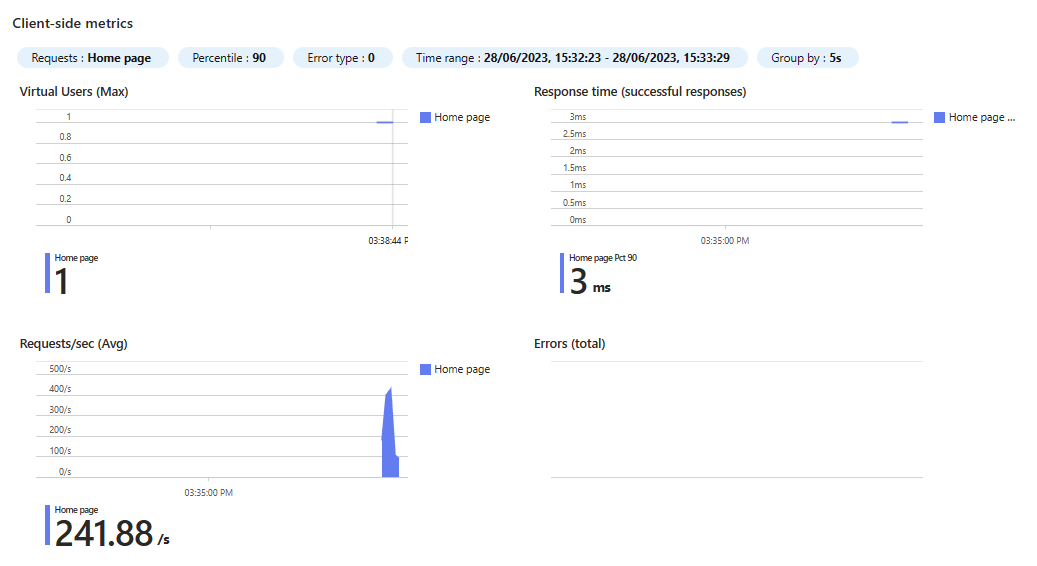 Client-side metrics
Requests : Home page
Percentile : 90
Error type : 0
Time range : 28/06/2023, 15:32:23 - 28/06/2023, 15:33:29
Group by : 5s
Virtual Users (Max)
1
0.8
0.6
0.4
0.2
0
03:38:44 P
Home page
Home page
1
Response time (successful responses)
3ms
2.5ms
2ms
1.5ms
1ms
0.5ms
0ms
03:35:00 PM
Home page ...
Home page Pct 90
3 ms
Requests/sec (Avg)
500/s
400/s
300/s
200/s
100/s
0/s
03:35:00 PM
Home page
Home page
241.88 /s
Errors (total)